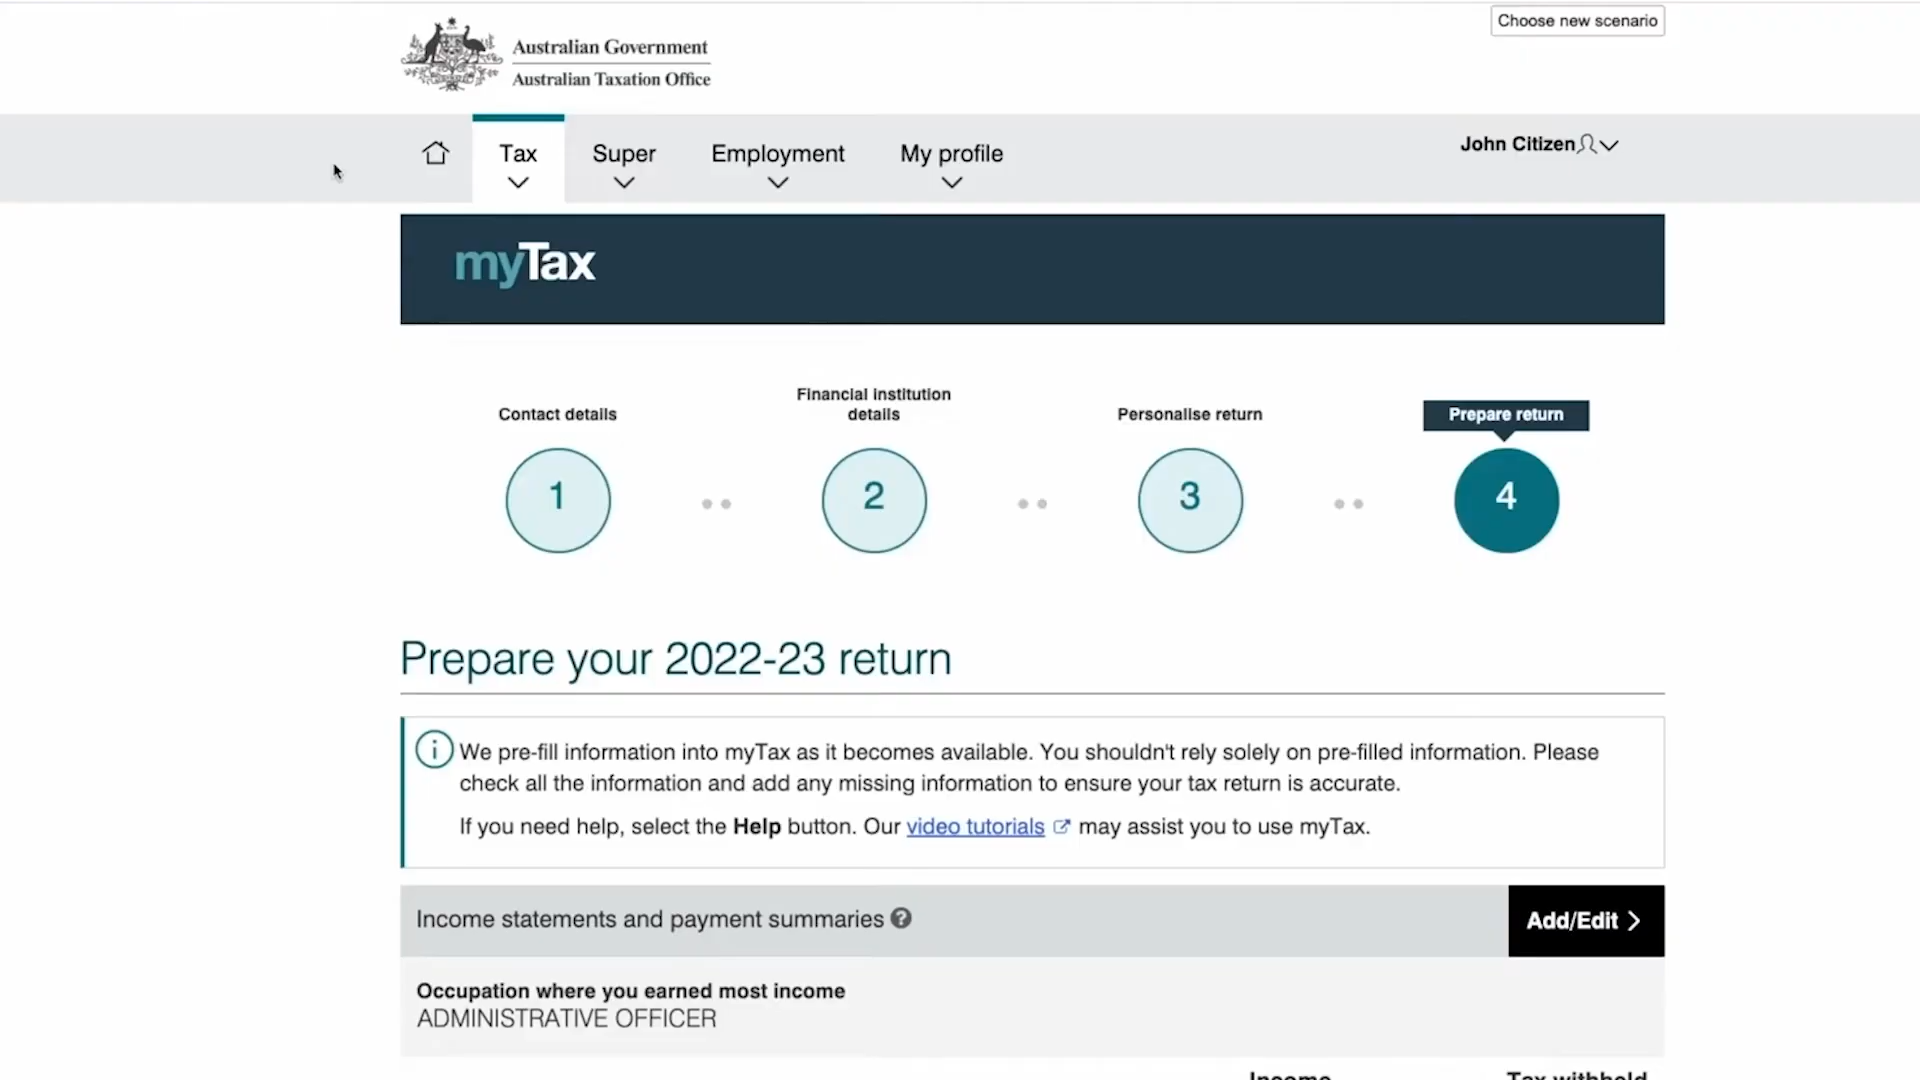 Choose new scenario
Australian Government
Australian Taxation Office
Tax
Super
Employment
My profile
John Citizen
myTax
Contact details
Financial institution
details
Personalise return
Prepare return
1
2
3
4
Prepare your 2022-23 return
We pre-fill information into myTax as it becomes available. You shouldn't rely solely on pre-filled information. Please
check all the information and add any missing information to ensure your tax return is accurate.
If you need help, select the Help button. Our video tutorials may assist you to use myTax.
Income statements and payment summaries
Add/Edit
Occupation where you earned most income
ADMINISTRATIVE OFFICER
Income
Tax withheld